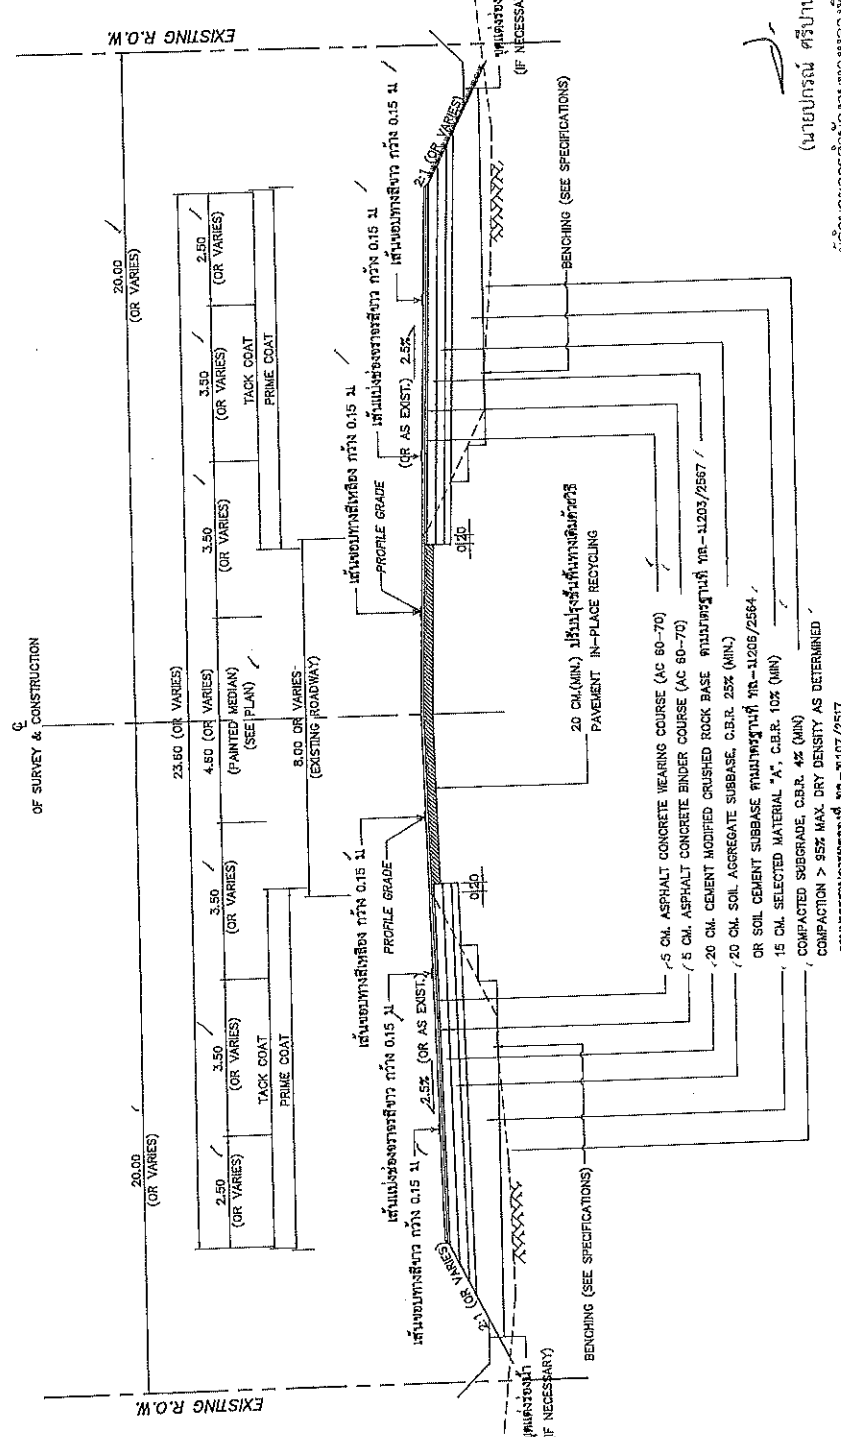 ℄
OF SURVEY & CONSTRUCTION
EXISTING R.O.W.
EXISTING R.O.W.
20.00
(OR VARIES)
20.00
(OR VARIES)
23.60 (OR VARIES)
2.50
(OR VARIES)
3.50
(OR VARIES)
3.50
(OR VARIES)
4.60 (OR VARIES)
(PAINTED MEDIAN)
(SEE PLAN)
3.50
(OR VARIES)
3.50
(OR VARIES)
2.50
(OR VARIES)
TACK COAT
PRIME COAT
TACK COAT
PRIME COAT
8.00 OR VARIES
(EXISTING ROADWAY)
เส้นขอบทางสีขาว กว้าง 0.15 ม
เส้นแบ่งช่องจราจรสีขาว กว้าง 0.15 ม
เส้นขอบทางสีเหลือง กว้าง 0.15 ม
PROFILE GRADE
เส้นขอบทางสีเหลือง กว้าง 0.15 ม
PROFILE GRADE
เส้นแบ่งช่องจราจรสีขาว กว้าง 0.15 ม
เส้นขอบทางสีขาว กว้าง 0.15 ม
2:1 (OR VARIES)
2.5% (OR AS EXIST.)
(OR AS EXIST.) 2.5%
2:1 (OR VARIES)
0.20
0.20
(IF NECESSARY)
(IF NECESSA
BENCHING (SEE SPECIFICATIONS)
BENCHING (SEE SPECIFICATIONS)
20 CM.(MIN.) ปรับปรุงชั้นพื้นทางเดิมด้วยวิธี
PAVEMENT IN-PLACE RECYCLING
5 CM. ASPHALT CONCRETE WEARING COURSE (AC 60-70)
5 CM. ASPHALT CONCRETE BINDER COURSE (AC 60-70)
20 CM. CEMENT MODIFIED CRUSHED ROCK BASE ตามมาตรฐานที่ ทล.-ม.203/2567
20 CM. SOIL AGGREGATE SUBBASE, C.B.R. 25% (MIN.)
OR SOIL CEMENT SUBBASE ตามมาตรฐานที่ ทล.-ม.206/2564
15 CM. SELECTED MATERIAL "A", C.B.R. 10% (MIN)
COMPACTED SUBGRADE, C.B.R. 4% (MIN)
COMPACTION > 95% MAX. DRY DENSITY AS DETERMINED